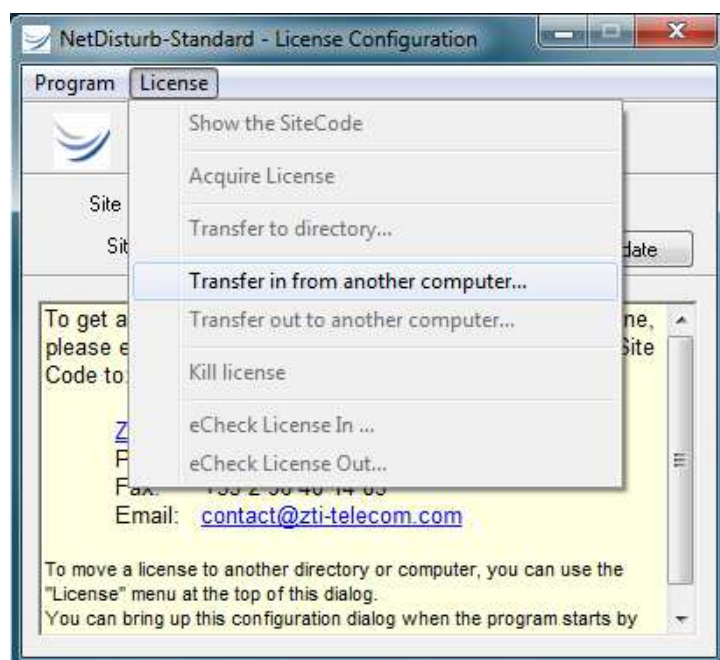 NetDisturb-Standard - License Configuration
Program License
Show the SiteCode
Acquire License
Site
Transfer to directory...
Sit
date
Transfer in from another computer...
To get a
ne,
Transfer out to another computer...
please e
Site
Code to:
Kill license
eCheck License In ...
eCheck License Out...
Email: contact@zti-telecom.com
To move a license to another directory or computer, you can use the
"License" menu at the top of this dialog.
You can bring up this configuration dialog when the program starts by